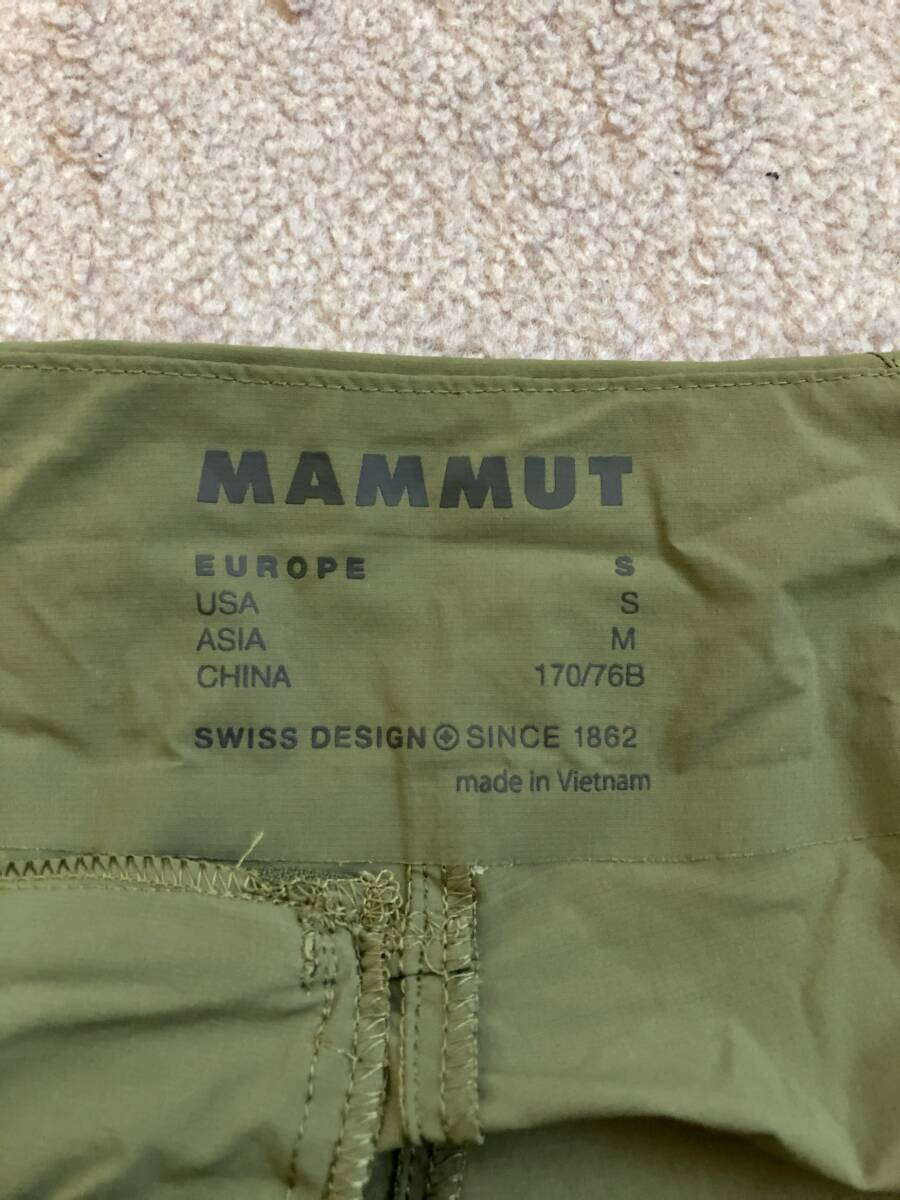 MAMMUT
EUROPE S
USA S
ASIA M
CHINA 170/76B
SWISS DESIGN SINCE 1862
made in Vietnam